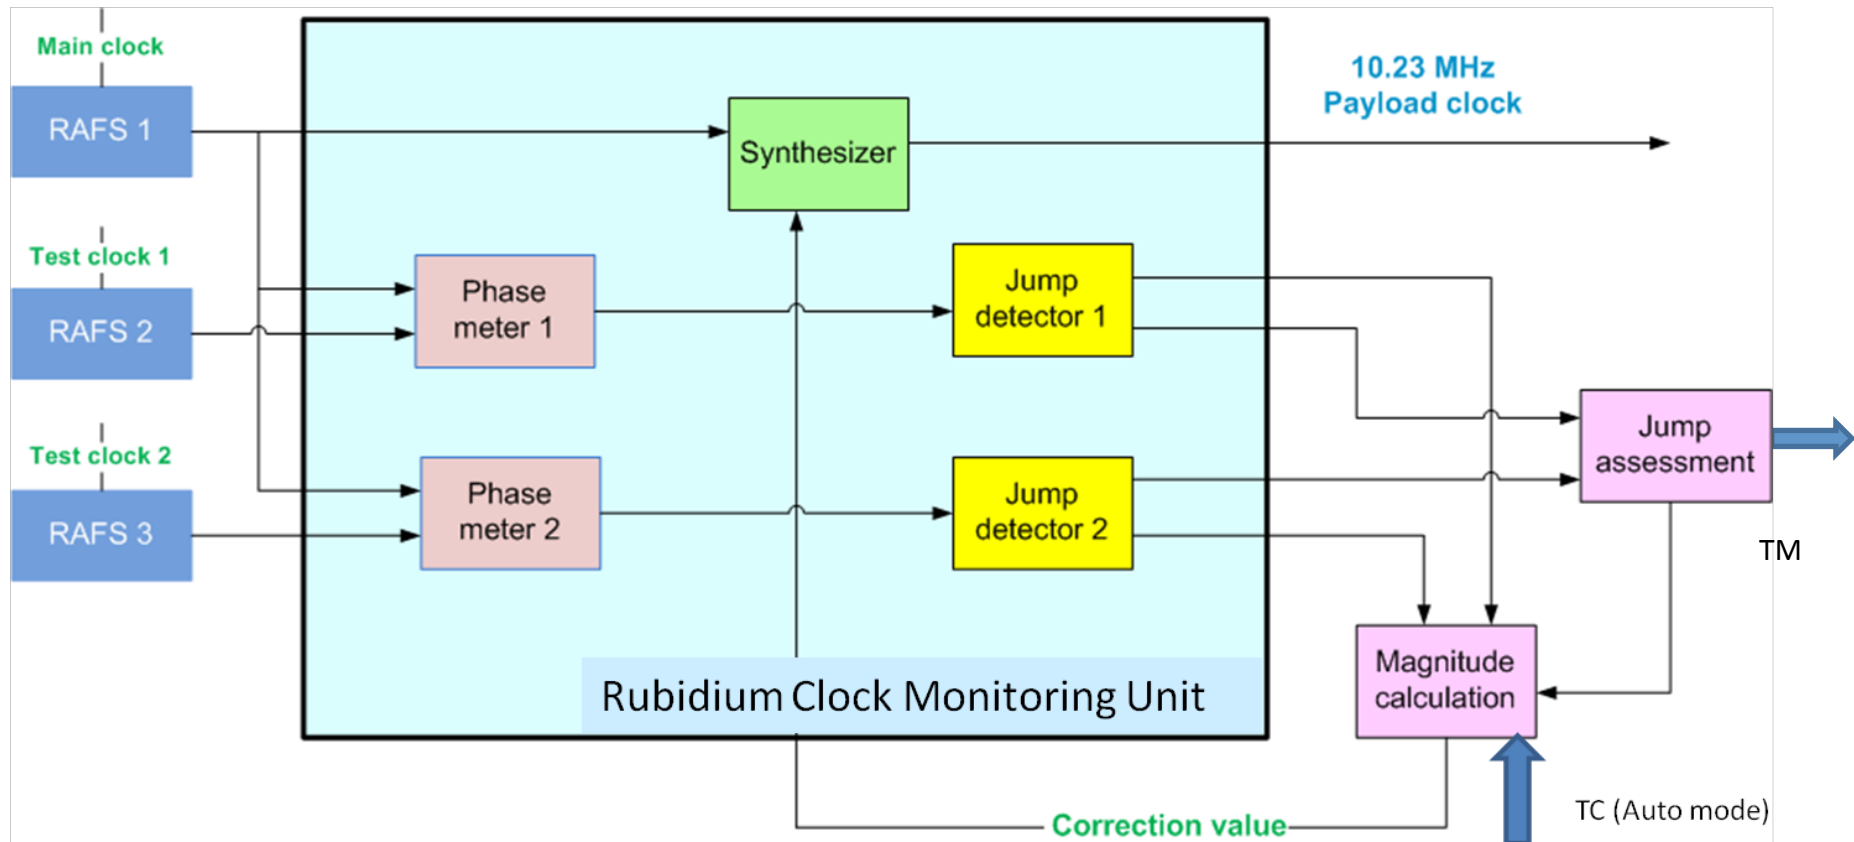 Main clock
RAFS 1
10.23 MHz
Payload clock
Synthesizer
Test clock 1
RAFS 2
Phase
meter 1
Jump
detector 1
Test clock 2
RAFS 3
Phase
meter 2
Jump
detector 2
Jump
assessment
TM
Magnitude
calculation
Rubidium Clock Monitoring Unit
TC (Auto mode)
Correction value